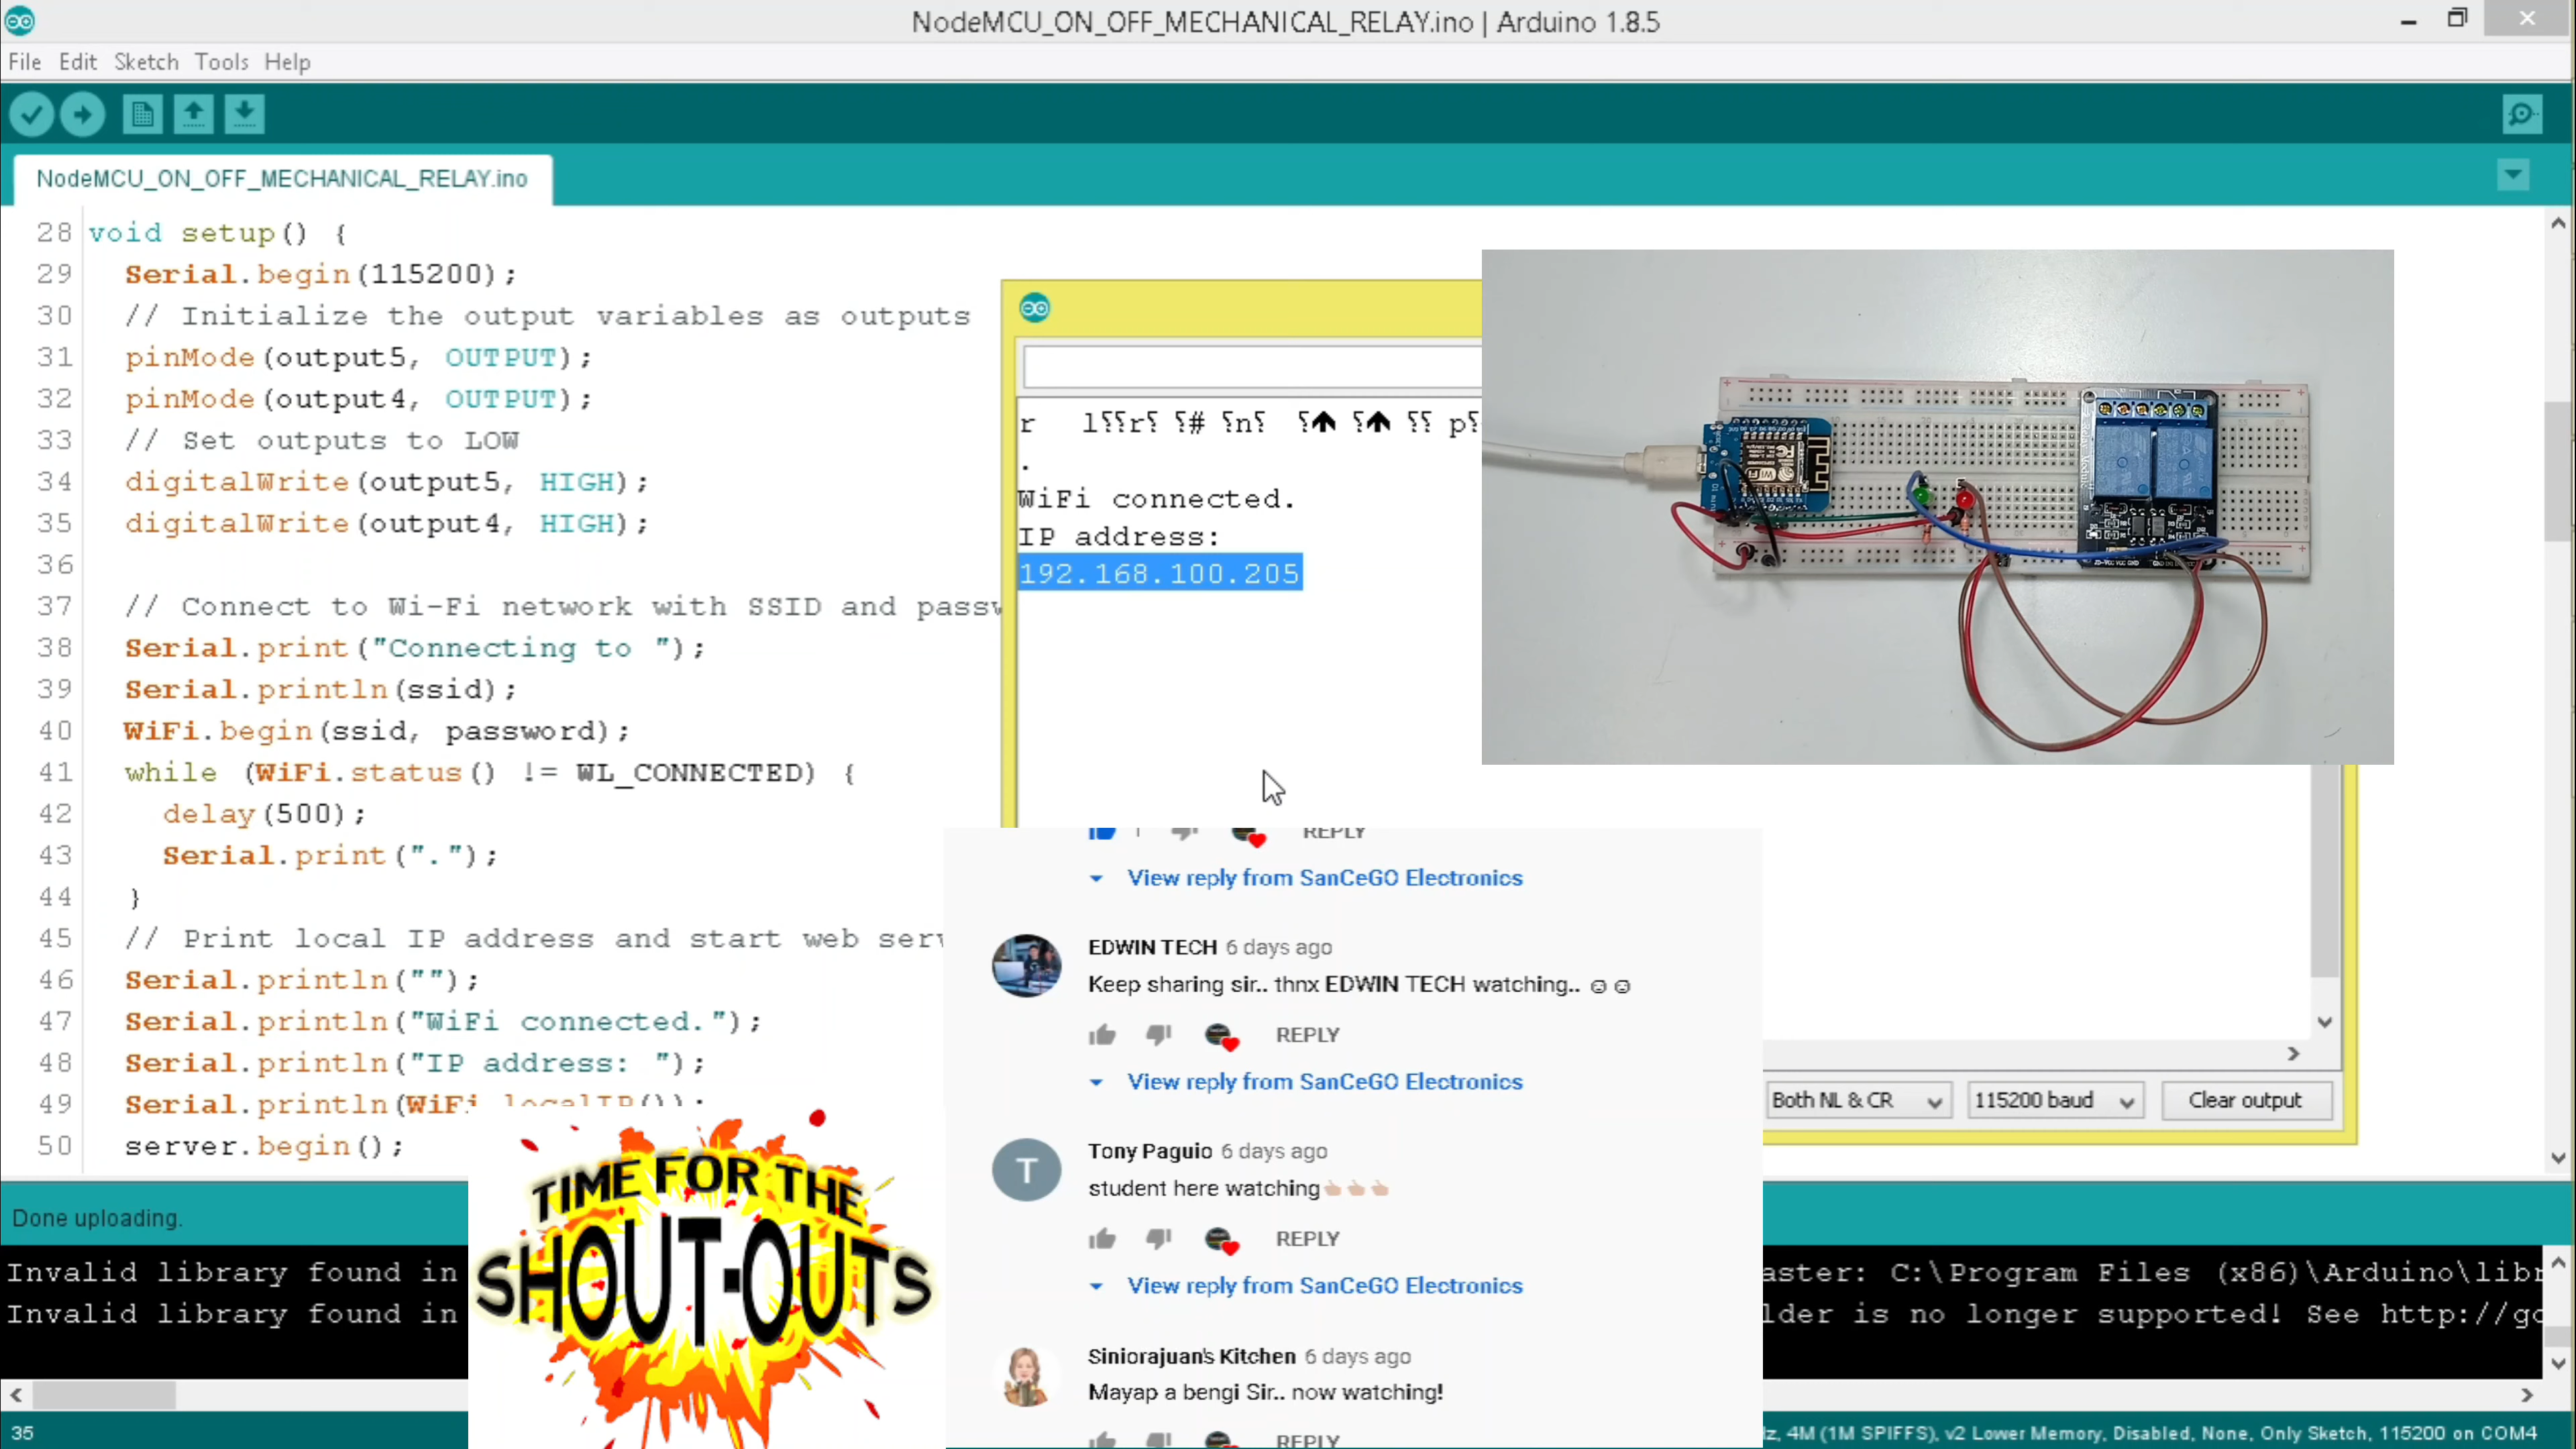 NodeMCU_ON_OFF_MECHANICAL_RELAY.ino | Arduino 1.8.5
File Edit Sketch Tools Help
NodeMCU_ON_OFF_MECHANICAL_RELAY.ino
28 void setup() {
29 Serial.begin(115200);
30 // Initialize the output variables as outputs
31 pinMode(output5, OUTPUT);
32 pinMode(output4, OUTPUT);
33 // Set outputs to LOW
34 digitalWrite(output5, HIGH);
35 digitalWrite(output4, HIGH);
36
37 // Connect to Wi-Fi network with SSID and passw
38 Serial.print("Connecting to ");
39 Serial.println(ssid);
40 WiFi.begin(ssid, password);
41 while (WiFi.status() != WL_CONNECTED) {
42 delay(500);
43 Serial.print(".");
44 }
45 // Print local IP address and start web serv
46 Serial.println("");
47 Serial.println("WiFi connected.");
48 Serial.println("IP address: ");
49 Serial.println(WiFi.localIP());
50 server.begin();
.
WiFi connected.
IP address:
192.168.100.205
1 REPLY
View reply from SanCeGO Electronics
EDWIN TECH 6 days ago
Keep sharing sir.. thnx EDWIN TECH watching.. ☺☺
REPLY
View reply from SanCeGO Electronics
Tony Paguio 6 days ago
T
student here watching
REPLY
View reply from SanCeGO Electronics
Siniorajuan's Kitchen 6 days ago
Mayap a bengi Sir.. now watching!
REPLY
Both NL & CR
115200 baud
Clear output
TIME FOR THE
SHOUT-OUTS
Done uploading.
Invalid library found in
aster: C:\Program Files (x86)\Arduino\libr
Invalid library found in
lder is no longer supported! See http://go
35
z, 4M (1M SPIFFS), v2 Lower Memory, Disabled, None, Only Sketch, 115200 on COM4